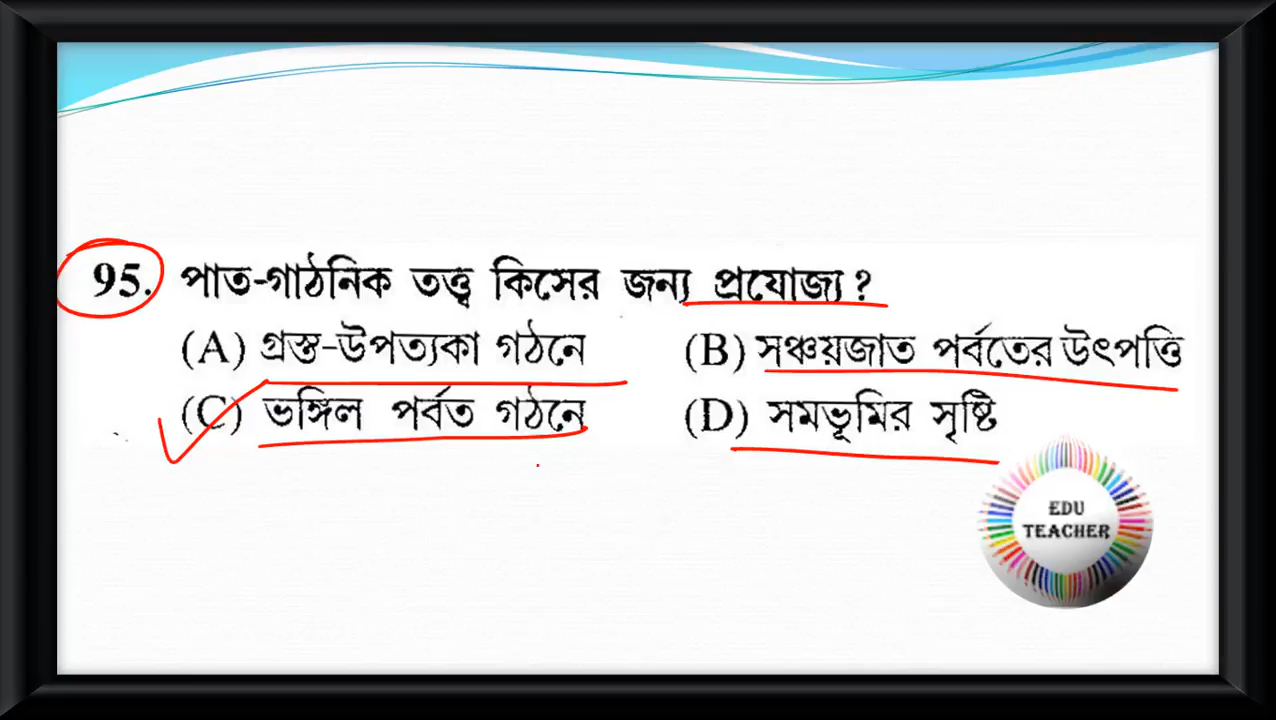 95. পাত-গাঠনিক তত্ত্ব কিসের জন্য প্রযোজ্য?
(A) গ্রস্ত-উপত্যকা গঠনে (B) সঞ্চয়জাত পর্বতের উৎপত্তি
(C) ভঙ্গিল পর্বত গঠনে (D) সমভূমির সৃষ্টি
EDU
TEACHER